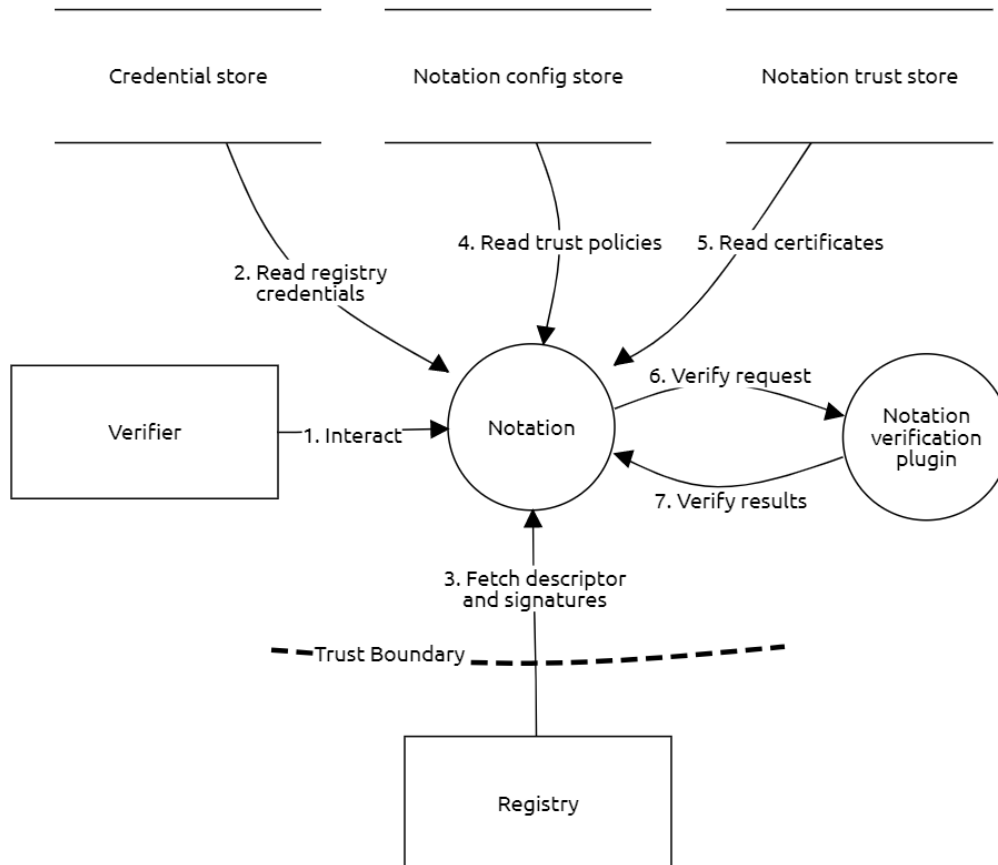 Credential store
Notation config store
Notation trust store
4. Read trust policies
5. Read certificates
2. Read registry
credentials
6. Verify request
Verifier
1. Interact
Notation
Notation
verification
plugin
7. Verify results
3. Fetch descriptor
and signatures
Trust Boundary
Registry